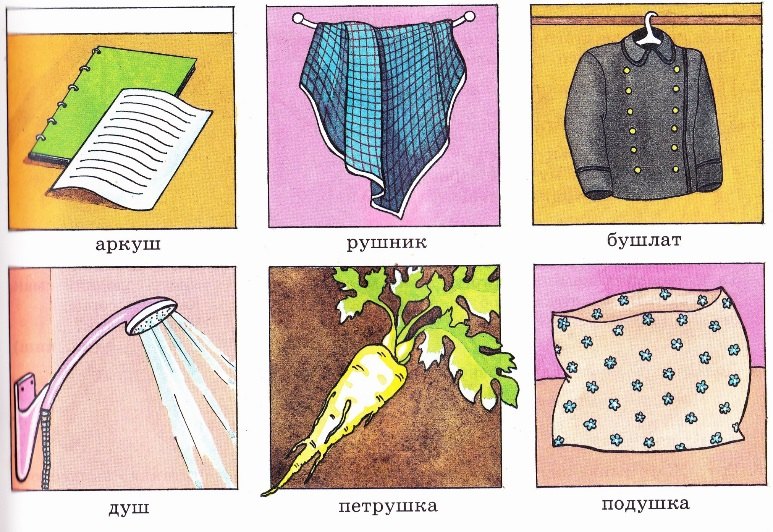 аркуш
рушник
бушлат
душ
петрушка
подушка